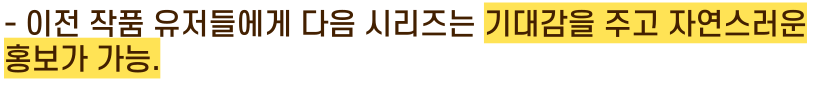 - 이전 작품 유저들에게 다음 시리즈는 기대감을 주고 자연스러운
홍보가 가능.